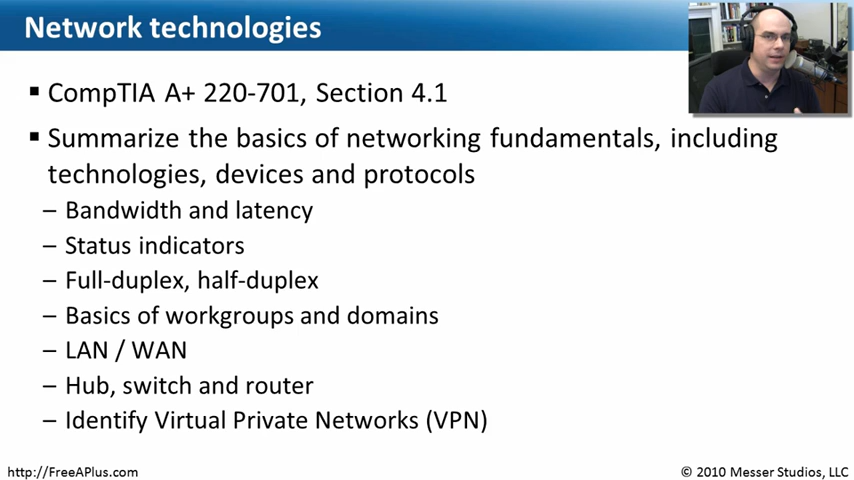 Network technologies
▪ CompTIA A+ 220-701, Section 4.1
▪ Summarize the basics of networking fundamentals, including
technologies, devices and protocols
– Bandwidth and latency
– Status indicators
– Full-duplex, half-duplex
– Basics of workgroups and domains
– LAN / WAN
– Hub, switch and router
– Identify Virtual Private Networks (VPN)
http://FreeAPlus.com
© 2010 Messer Studios, LLC